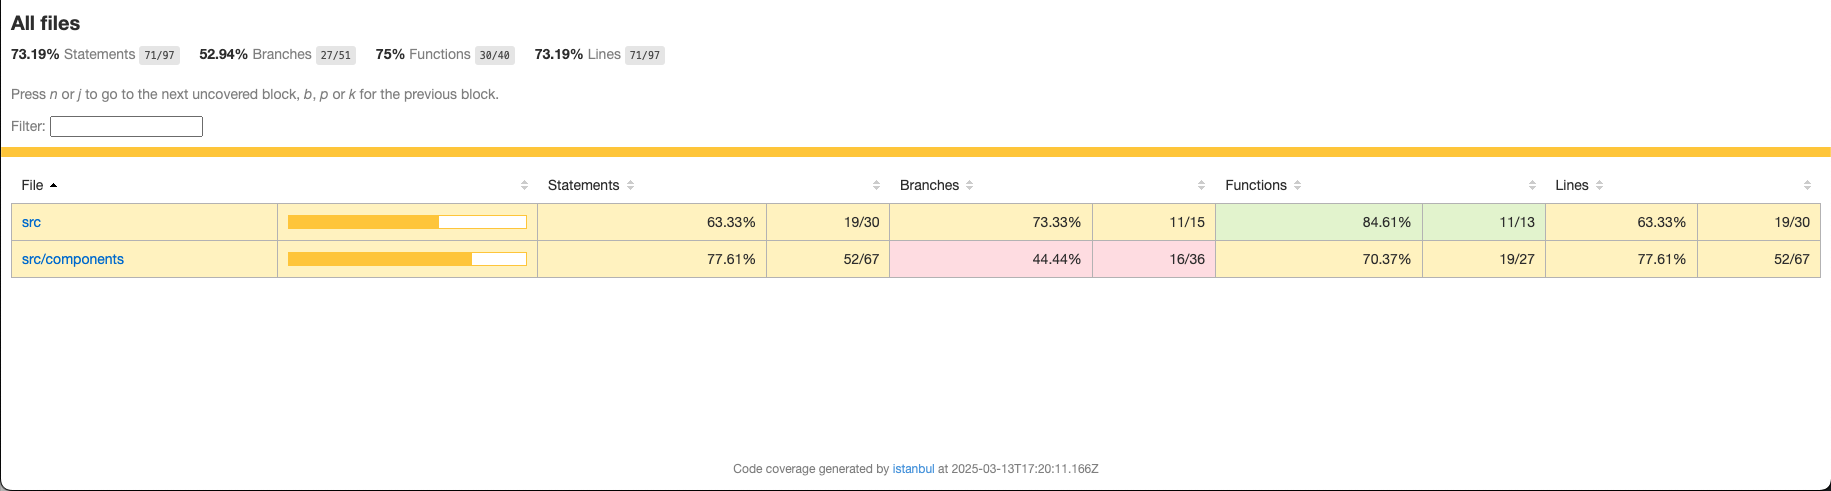 All files
73.19% Statements 71/97 52.94% Branches 27/51 75% Functions 30/40 73.19% Lines 71/97
Press n or j to go to the next uncovered block, b, p or k for the previous block.
Filter:
File Statements Branches Functions Lines
src 63.33% 19/30 73.33% 11/15 84.61% 11/13 63.33% 19/30
src/components 77.61% 52/67 44.44% 16/36 70.37% 19/27 77.61% 52/67
Code coverage generated by istanbul at 2025-03-13T17:20:11.166Z